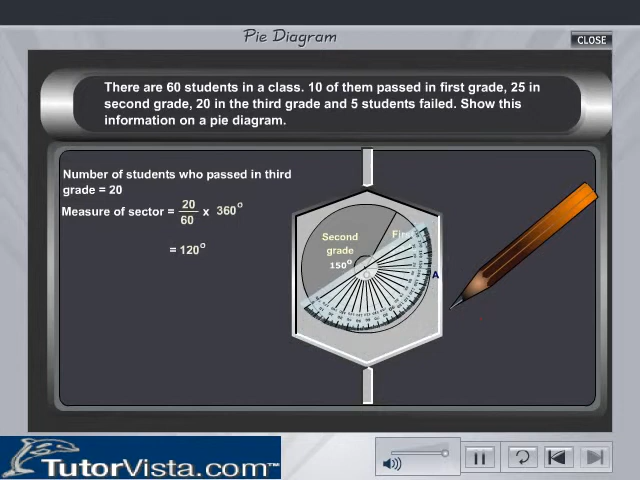 Pie Diagram
CLOSE
There are 60 students in a class. 10 of them passed in first grade, 25 in
second grade, 20 in the third grade and 5 students failed. Show this
information on a pie diagram.
Number of students who passed in third
grade = 20
Measure of sector = 20/60 x 360°
= 120°
Second
grade
150°
A
TutorVista.com™